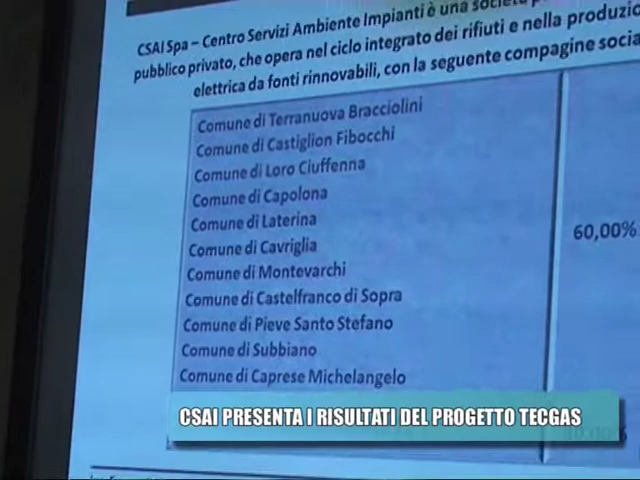 CSAI Spa – Centro Servizi Ambiente Impianti è una
pubblico privato, che opera nel ciclo integrato dei rifiuti e nella
elettrica da fonti rinnovabili, con la seguente compagine
Comune di Terranuova Bracciolini
Comune di Castiglion Fibocchi
Comune di Loro Ciuffenna
Comune di Capolona
Comune di Laterina
Comune di Cavriglia
60,00%
Comune di Montevarchi
Comune di Castelfranco di Sopra
Comune di Pieve Santo Stefano
Comune di Subbiano
Comune di Caprese Michelangelo
CSAI PRESENTA I RISULTATI DEL PROGETTO TECGAS